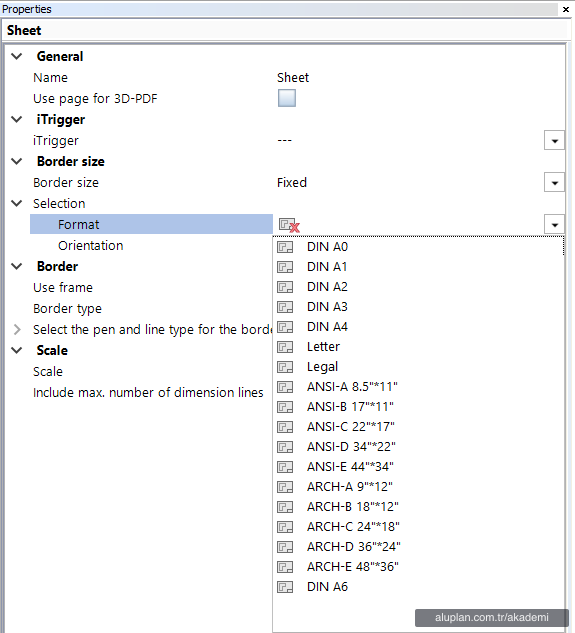 Properties
Sheet
General
Name Sheet
Use page for 3D-PDF
iTrigger
iTrigger ---
Border size
Border size Fixed
Selection
Format
Orientation
Border
Use frame
Border type
Select the pen and line type for the borde
Scale
Scale
Include max. number of dimension lines
DIN A0
DIN A1
DIN A2
DIN A3
DIN A4
Letter
Legal
ANSI-A 8.5"*11"
ANSI-B 17"*11"
ANSI-C 22"*17"
ANSI-D 34"*22"
ANSI-E 44"*34"
ARCH-A 9"*12"
ARCH-B 18"*12"
ARCH-C 24"*18"
ARCH-D 36"*24"
ARCH-E 48"*36"
DIN A6
aluplan.com.tr/akademi